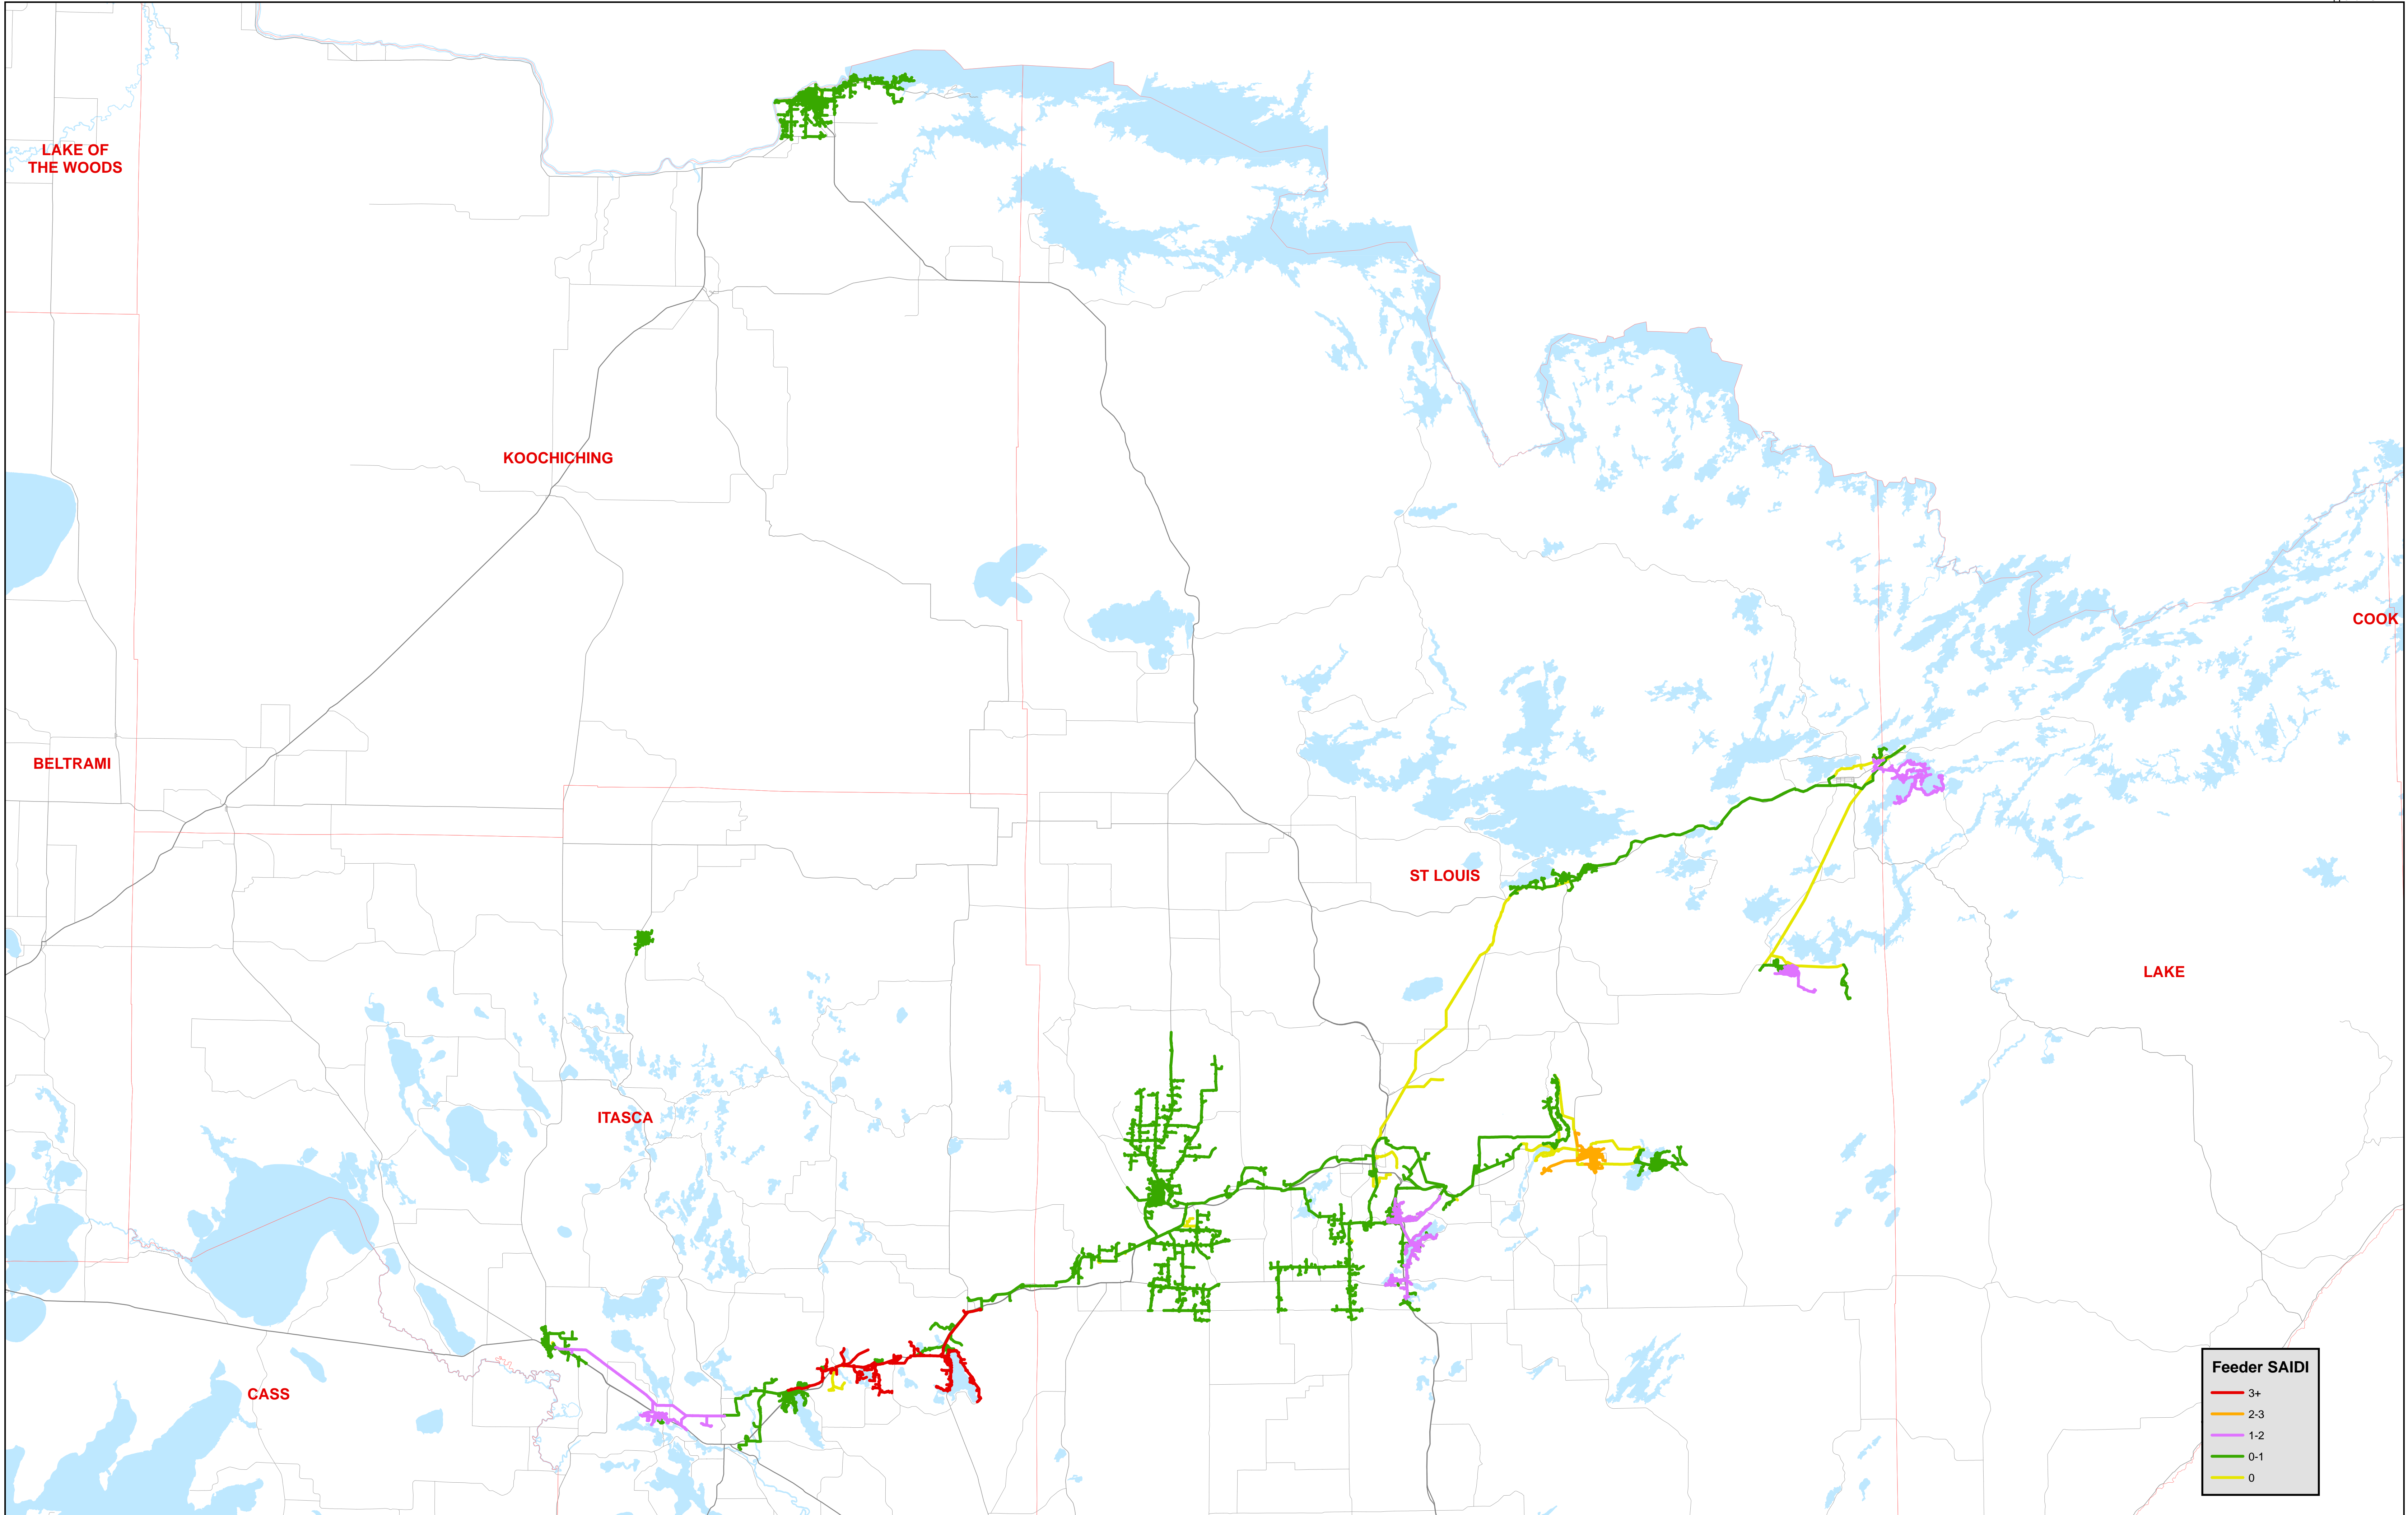 LAKE OF
THE WOODS
KOOCHICHING
COOK
BELTRAMI
ST LOUIS
LAKE
ITASCA
CASS
Feeder SAIDI
3+
2-3
1-2
0-1
0